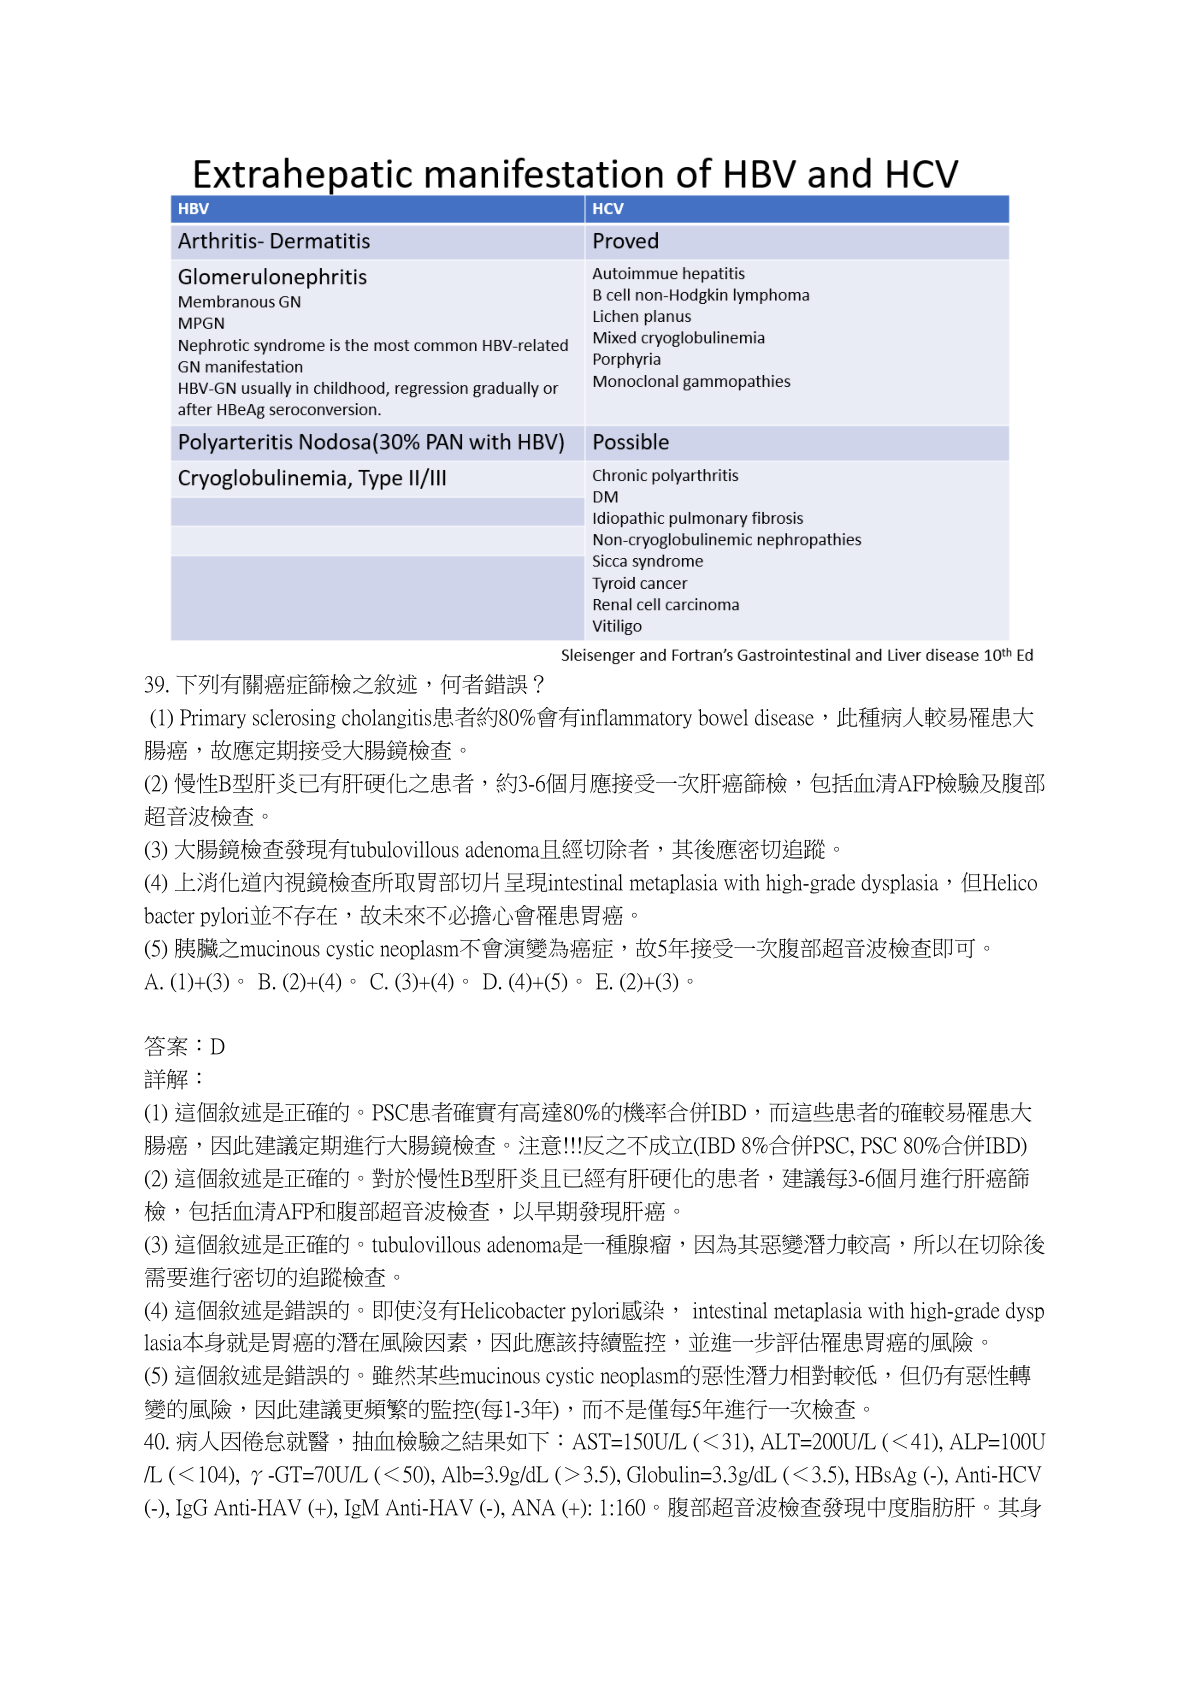 Extrahepatic manifestation of HBV and HCV
HBV
HCV
Arthritis- Dermatitis
Proved
Glomerulonephritis
Membranous GN
MPGN
Nephrotic syndrome is the most common HBV-related
GN manifestation
HBV-GN usually in childhood, regression gradually or
after HBeAg seroconversion.
Autoimmue hepatitis
B cell non-Hodgkin lymphoma
Lichen planus
Mixed cryoglobulinemia
Porphyria
Monoclonal gammopathies
Polyarteritis Nodosa(30% PAN with HBV)
Possible
Cryoglobulinemia, Type II/III
Chronic polyarthritis
DM
Idiopathic pulmonary fibrosis
Non-cryoglobulinemic nephropathies
Sicca syndrome
Tyroid cancer
Renal cell carcinoma
Vitiligo
Sleisenger and Fortran’s Gastrointestinal and Liver disease 10th Ed
39. 下列有關癌症篩檢之敘述，何者錯誤？
(1) Primary sclerosing cholangitis患者約80%會有inflammatory bowel disease，此種病人較易罹患大
腸癌，故應定期接受大腸鏡檢查。
(2) 慢性B型肝炎已有肝硬化之患者，約3-6個月應接受一次肝癌篩檢，包括血清AFP檢驗及腹部
超音波檢查。
(3) 大腸鏡檢查發現有tubulovillous adenoma且經切除者，其後應密切追蹤。
(4) 上消化道內視鏡檢查所取胃部切片呈現intestinal metaplasia with high-grade dysplasia，但Helico
bacter pylori並不存在，故未來不必擔心會罹患胃癌。
(5) 胰臟之mucinous cystic neoplasm不會演變為癌症，故5年接受一次腹部超音波檢查即可。
A. (1)+(3)。 B. (2)+(4)。 C. (3)+(4)。 D. (4)+(5)。 E. (2)+(3)。
答案：D
詳解：
(1) 這個敘述是正確的。PSC患者確實有高達80%的機率合併IBD，而這些患者的確較易罹患大
腸癌，因此建議定期進行大腸鏡檢查。注意!!!反之不成立(IBD 8%合併PSC, PSC 80%合併IBD)
(2) 這個敘述是正確的。對於慢性B型肝炎且已經有肝硬化的患者，建議每3-6個月進行肝癌篩
檢，包括血清AFP和腹部超音波檢查，以早期發現肝癌。
(3) 這個敘述是正確的。tubulovillous adenoma是一種腺瘤，因為其惡變潛力較高，所以在切除後
需要進行密切的追蹤檢查。
(4) 這個敘述是錯誤的。即使沒有Helicobacter pylori感染， intestinal metaplasia with high-grade dysp
lasia本身就是胃癌的潛在風險因素，因此應該持續監控，並進一步評估罹患胃癌的風險。
(5) 這個敘述是錯誤的。雖然某些mucinous cystic neoplasm的惡性潛力相對較低，但仍有惡性轉
變的風險，因此建議更頻繁的監控(每1-3年)，而不是僅每5年進行一次檢查。
40. 病人因倦怠就醫，抽血檢驗之結果如下：AST=150U/L (＜31), ALT=200U/L (＜41), ALP=100U
/L (＜104), γ-GT=70U/L (＜50), Alb=3.9g/dL (＞3.5), Globulin=3.3g/dL (＜3.5), HBsAg (-), Anti-HCV
(-), IgG Anti-HAV (+), IgM Anti-HAV (-), ANA (+): 1:160。腹部超音波檢查發現中度脂肪肝。其身